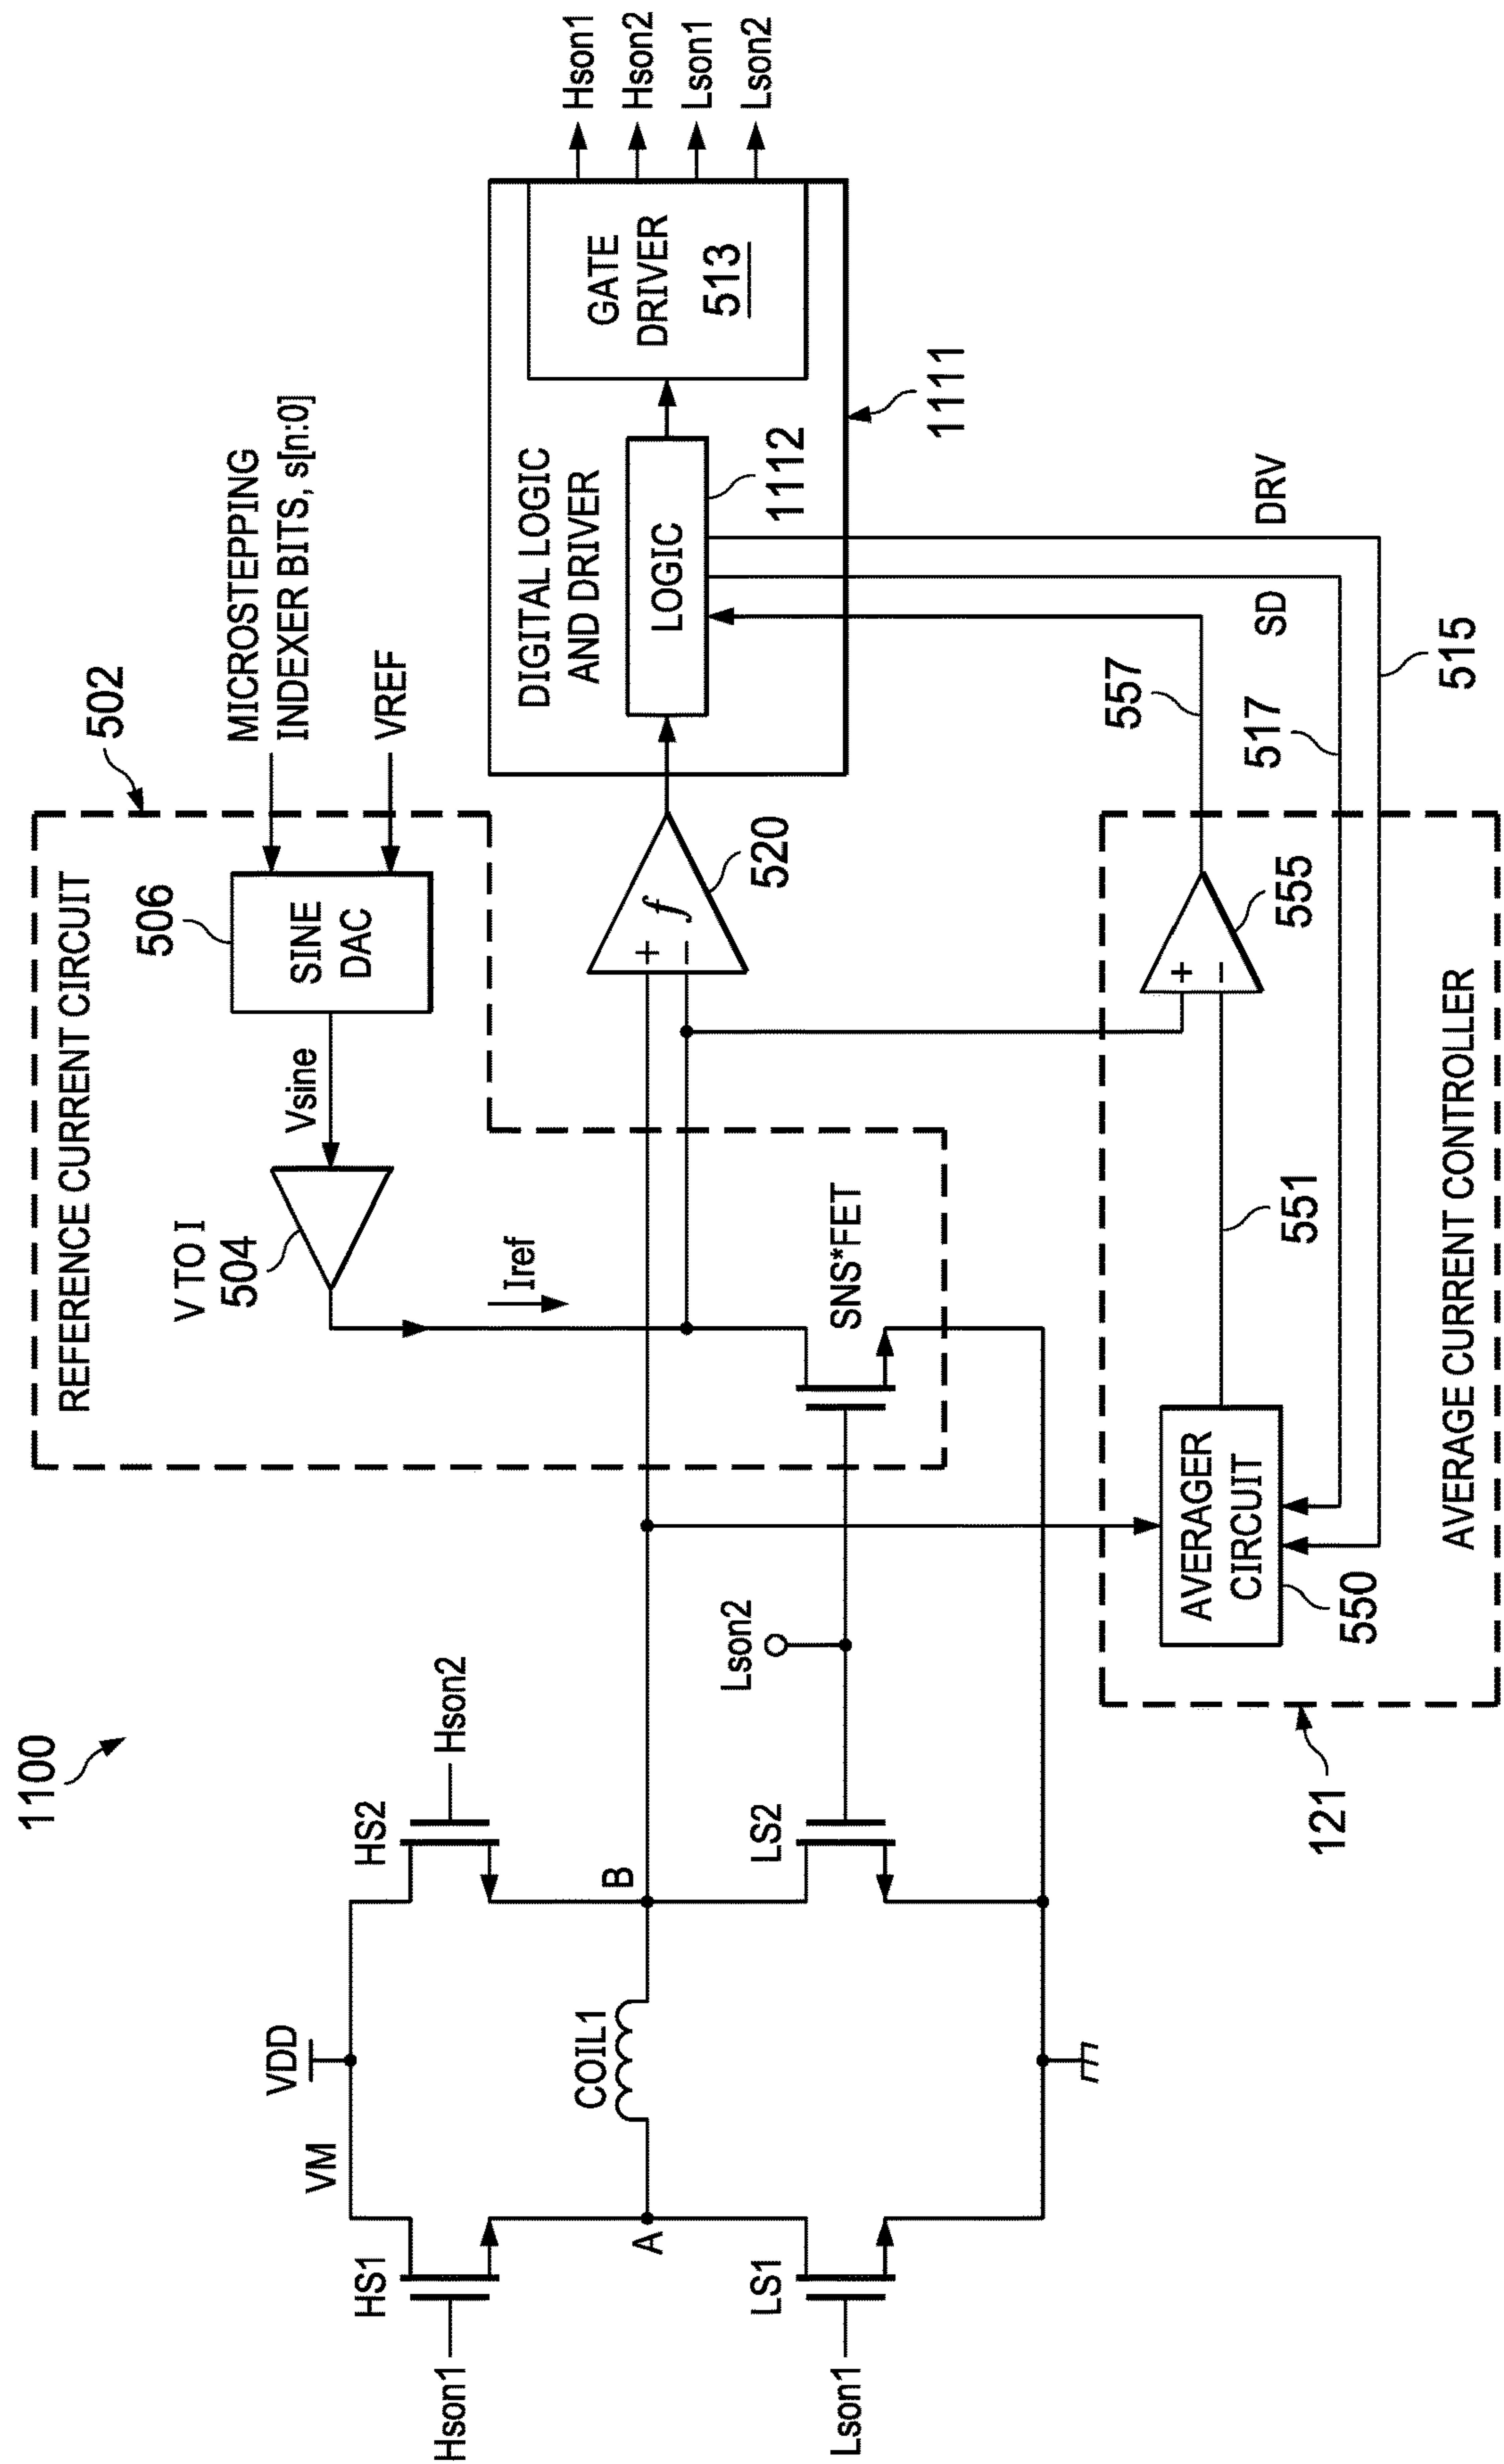 1100
REFERENCE CURRENT CIRCUIT
502
MICROSTEPPING
INDEXER BITS, s[n:0]
VREF
506
SINE
DAC
Vsine
V TO I
504
Iref
SNS*FET
VDD
VM
HS1
Hson1
HS2
Hson2
A
COIL1
B
LS1
Lson1
LS2
Lson2
+
−
f
520
DIGITAL LOGIC
AND DRIVER
LOGIC
1112
GATE
DRIVER
513
Hson1
Hson2
Lson1
Lson2
1111
DRV
SD
515
517
557
+
−
555
551
AVERAGER
CIRCUIT
550
AVERAGE CURRENT CONTROLLER
121